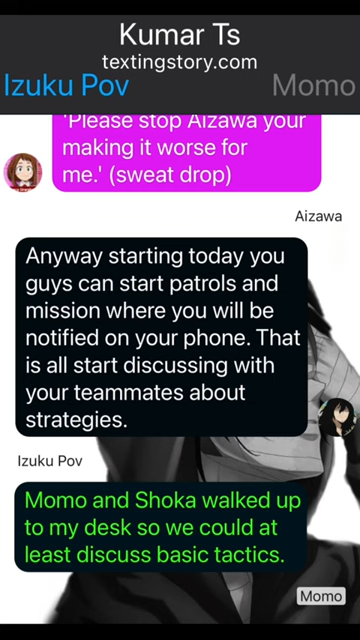 Kumar Ts
textingstory.com
Izuku Pov
Momo
'Please stop Aizawa your
making it worse for
me.' (sweat drop)
Aizawa
Anyway starting today you
guys can start patrols and
mission where you will be
notified on your phone. That
is all start discussing with
your teammates about
strategies.
Izuku Pov
Momo and Shoka walked up
to my desk so we could at
least discuss basic tactics.
Momo